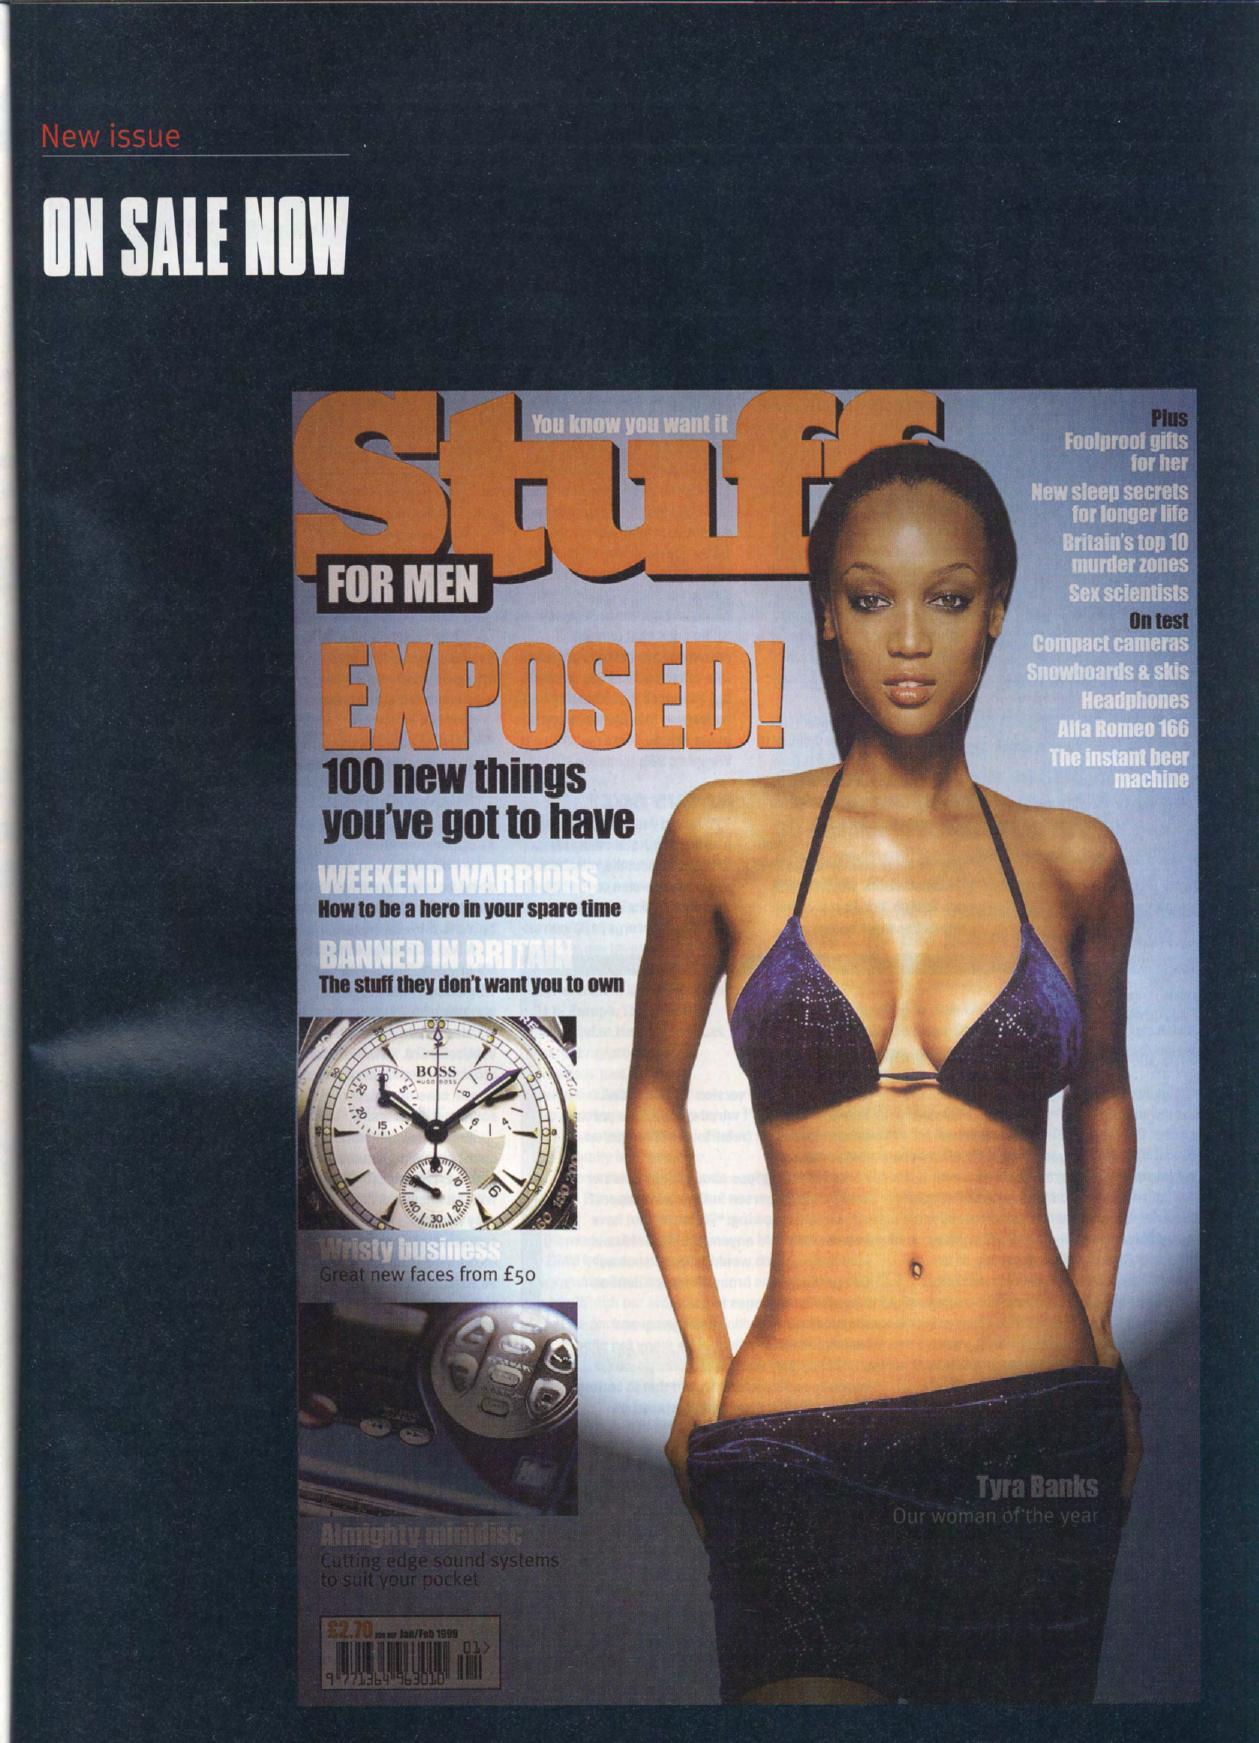 New issue
ON SALE NOW
You know you want it
Stuff
FOR MEN
EXPOSED!
100 new things
you've got to have
WEEKEND WARRIORS
How to be a hero in your spare time
BANNED IN BRITAIN
The stuff they don't want you to own
BOSS
HUGO BOSS
Wristy business
Great new faces from £50
Almighty minidisc
Cutting edge sound systems
to suit your pocket
£2.70
Jan/Feb 1999
01>
9 771364 963010
Plus
Foolproof gifts
for her
New sleep secrets
for longer life
Britain's top 10
murder zones
Sex scientists
On test
Compact cameras
Snowboards & skis
Headphones
Alfa Romeo 166
The instant beer
machine
Tyra Banks
Our woman of the year